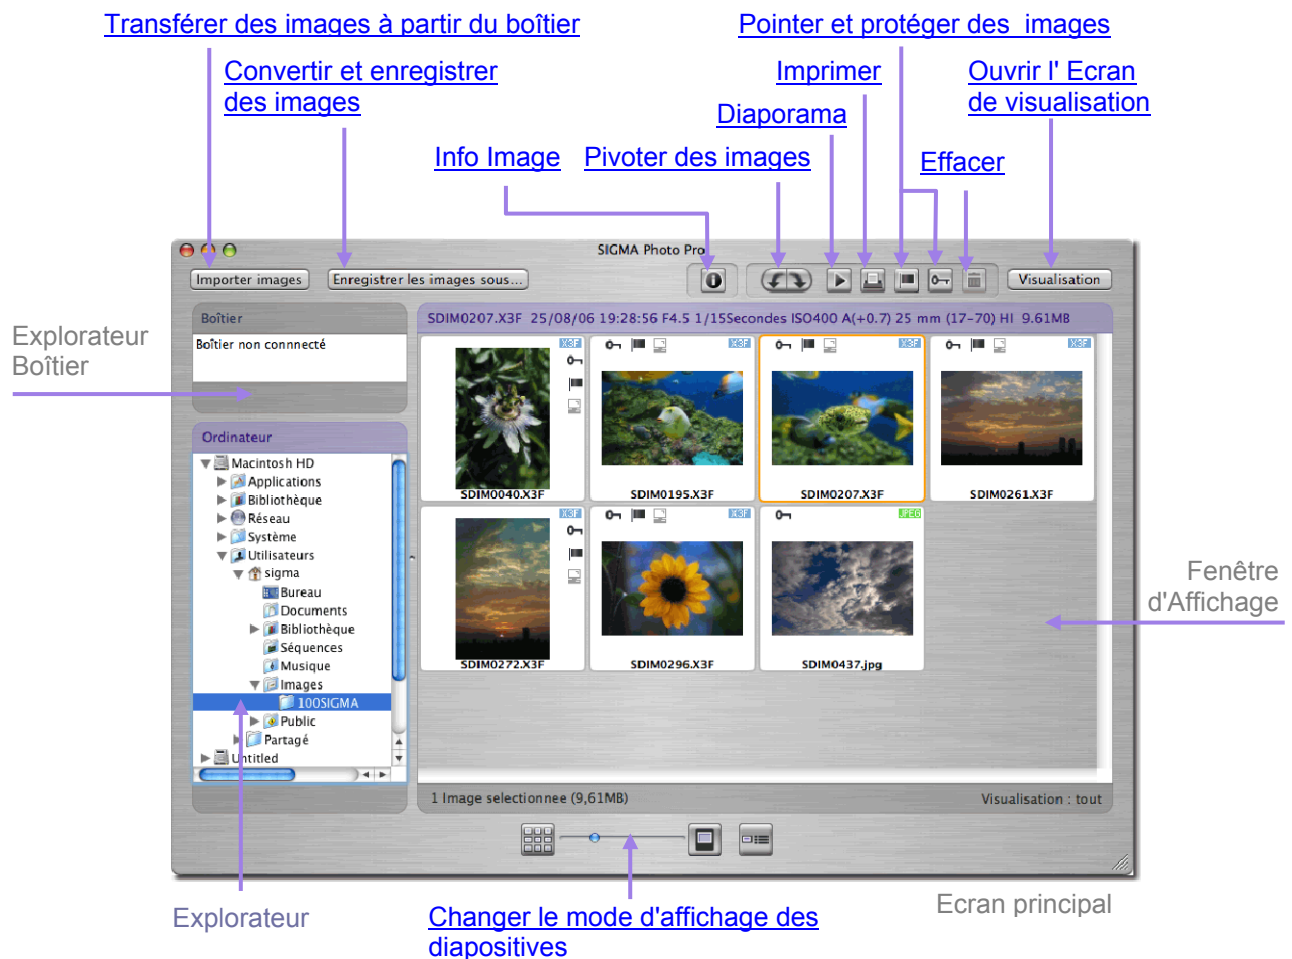 Transférer des images à partir du boîtier
Pointer et protéger des images
Convertir et enregistrer
des images
Imprimer
Ouvrir l' Ecran
de visualisation
Diaporama
Info Image
Pivoter des images
Effacer
SIGMA Photo Pro
Importer images
Enregistrer les images sous...
Visualisation
Explorateur
Boîtier
Boîtier
Boîtier non connnecté
SDIM0207.X3F 25/08/06 19:28:56 F4.5 1/15Secondes ISO400 A(+0.7) 25 mm (17-70) HI 9.61MB
X3F
X3F
X3F
X3F
SDIM0040.X3F
SDIM0195.X3F
SDIM0207.X3F
SDIM0261.X3F
X3F
X3F
JPEG
SDIM0272.X3F
SDIM0296.X3F
SDIM0437.jpg
Ordinateur
Macintosh HD
Applications
Bibliothèque
Réseau
Système
Utilisateurs
sigma
Bureau
Documents
Bibliothèque
Séquences
Musique
Images
100SIGMA
Public
Partagé
Untitled
Fenêtre
d'Affichage
1 Image selectionnee (9,61MB)
Visualisation : tout
Explorateur
Changer le mode d'affichage des
diapositives
Ecran principal